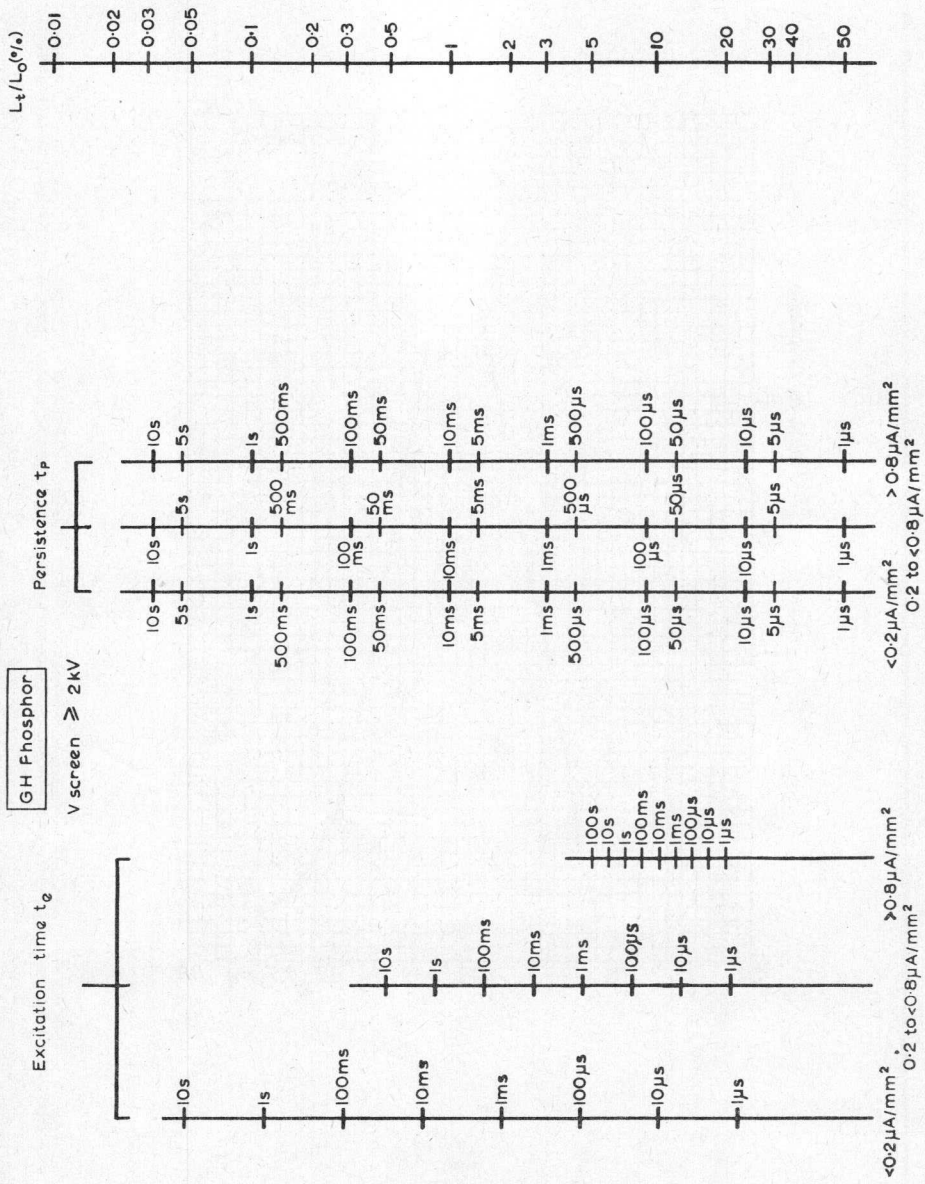 GH Phosphor
V screen ⩾ 2kV
Excitation time te
10s
1s
100ms
10ms
1ms
100µs
10µs
1µs
<0·2µA/mm²
10s
1s
100ms
10ms
1ms
100µs
10µs
1µs
0·2 to<0·8µA/mm²
100s
10s
1s
100ms
10ms
1ms
100µs
10µs
1µs
⩾0·8µA/mm²
Persistence tp
10s
5s
1s
500ms
100ms
50ms
10ms
5ms
1ms
500µs
100µs
50µs
10µs
5µs
1µs
<0·2µA/mm²
10s
5s
1s
500
ms
100
ms
50
ms
10ms
5ms
1ms
500
µs
100
µs
50µs
10µs
5µs
1µs
0·2 to<0·8µA/mm²
10s
5s
1s
500ms
100ms
50ms
10ms
5ms
1ms
500µs
100µs
50µs
10µs
5µs
1µs
>0·8µA/mm²
Lt/Lo(%)
0·01
0·02
0·03
0·05
0·1
0·2
0·3
0·5
1
2
3
5
10
20
30
40
50